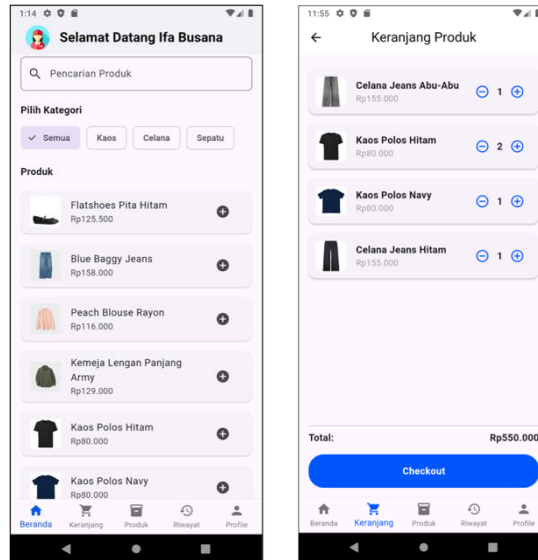 1:14
Selamat Datang Ifa Busana
Pencarian Produk
Pilih Kategori
Semua Kaos Celana Sepatu
Produk
Flatshoes Pita Hitam
Rp125.500
Blue Baggy Jeans
Rp158.000
Peach Blouse Rayon
Rp116.000
Kemeja Lengan Panjang
Army
Rp129.000
Kaos Polos Hitam
Rp80.000
Kaos Polos Navy
Rp80.000
Beranda Keranjang Produk Riwayat Profile
11:55
Keranjang Produk
Celana Jeans Abu-Abu
Rp155.000
1
Kaos Polos Hitam
Rp80.000
2
Kaos Polos Navy
Rp80.000
1
Celana Jeans Hitam
Rp155.000
1
Total: Rp550.000
Checkout
Beranda Keranjang Produk Riwayat Profile